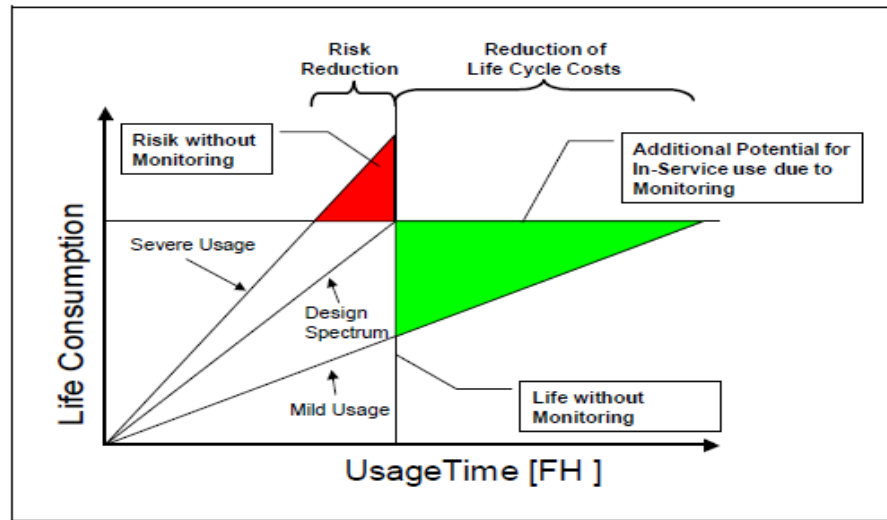 Risk
Reduction
Reduction of
Life Cycle Costs
Risik without
Monitoring
Additional Potential for
In-Service use due to
Monitoring
Severe Usage
Design
Spectrum
Mild Usage
Life without
Monitoring
Life Consumption
UsageTime [FH ]